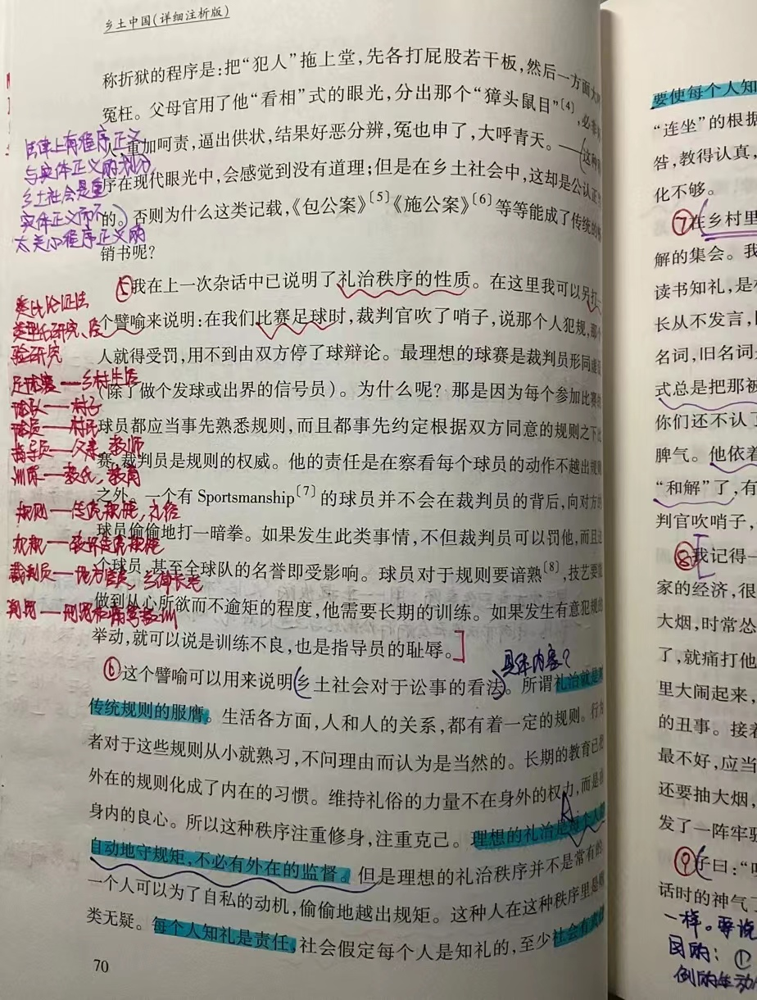 乡土中国(详细注析版)
称折狱的程序是:把“犯人”拖上堂,先各打屁股若干板,然后一方面大
冤枉。父母官用了他“看相”式的眼光,分出那个“獐头鼠目”[4],必
人,重加呵责,逼出供状,结果好恶分辨,冤也申了,大呼青天。——(这种
序在现代眼光中,会感觉到没有道理;但是在乡土社会中,这却是公认正
的。)否则为什么这类记载,《包公案》[5]《施公案》[6]等等能成了传统的
销书呢?
法律上有程序正义
与实体正义的划分
乡土社会是重
实体正义而不
太关心程序正义的
⑤我在上一次杂话中已说明了礼治秩序的性质。在这里我可以另打
个譬喻来说明:在我们比赛足球时,裁判官吹了哨子,说那个人犯规,那个
人就得受罚,用不到由双方停了球辩论。最理想的球赛是裁判员形同虚设
(除了做个发球或出界的信号员)。为什么呢?那是因为每个参加比赛的
球员都应当事先熟悉规则,而且都事先约定根据双方同意的规则之下比
赛,裁判员是规则的权威。他的责任是在察看每个球员的动作不越出规则
之外。一个有Sportsmanship[7]的球员并不会在裁判员的背后,向对方的
球员偷偷地打一暗拳。如果发生此类事情,不但裁判员可以罚他,而且这
个球员,甚至全球队的名誉即受影响。球员对于规则要谙熟[8],技艺要能
做到从心所欲而不逾矩的程度,他需要长期的训练。如果发生有意犯规的
举动,就可以说是训练不良,也是指导员的耻辱。]
类比论证法
类型化研究、经
验研究
足球赛——乡村生活
球队——村子
球员——村民
指导员——父亲、教师
训练——教化、教育
规则——传统规矩,礼俗
犯规——破坏传统规矩
裁判员——地方官员,乡绅长老
判罚——
具体内容?
⑥这个譬喻可以用来说明(乡土社会对于讼事的看法)。所谓礼治就是对
传统规则的服膺。生活各方面,人和人的关系,都有着一定的规则。行为
者对于这些规则从小就熟习,不问理由而认为是当然的。长期的教育已把
外在的规则化成了内在的习惯。维持礼俗的力量不在身外的权力,而是在
身内的良心。所以这种秩序注重修身,注重克己。理想的礼治是每个人都
自动地守规矩,不必有外在的监督。但是理想的礼治秩序并不是常有的。
一个人可以为了自私的动机,偷偷地越出规矩。这种人在这种秩序里是败
类无疑。每个人知礼是责任,社会假定每个人是知礼的,至少社会有责任
70
要使每个人知
“连坐”的根据
咎,教得认真,
化不够。
⑦在乡村里
解的集会。我
读书知礼,是
长从不发言,
名词,旧名词
式总是把那被
你们还不认了
脾气。他依着
“和解”了,有
判官吹哨子,
⑧我记得一
家的经济,很
大烟,时常怂
了,就痛打他
里大闹起来,
的丑事。接着
最不好,应当
还要抽大烟,
发了一阵牢骚
⑨子曰:“
话时的神气
一样。要说